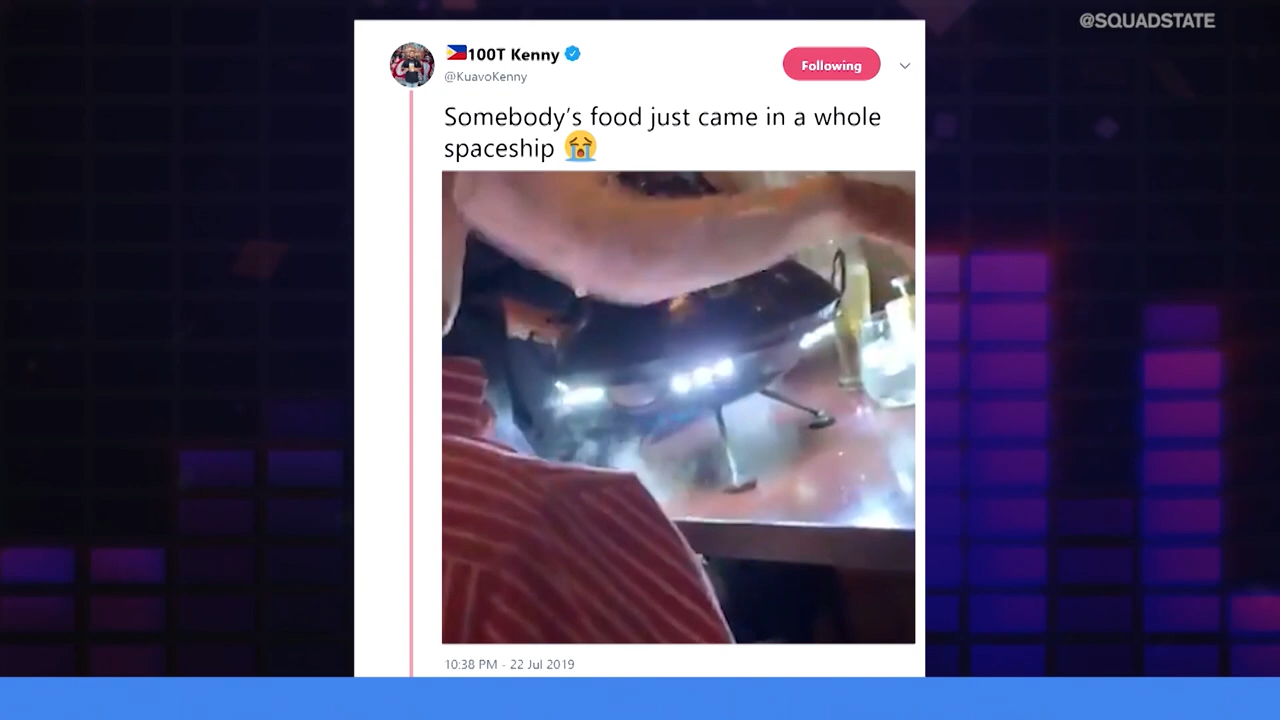 @SQUADSTATE
100T Kenny
Following
@KuavoKenny
Somebody's food just came in a whole
spaceship 😭
10:38 PM - 22 Jul 2019